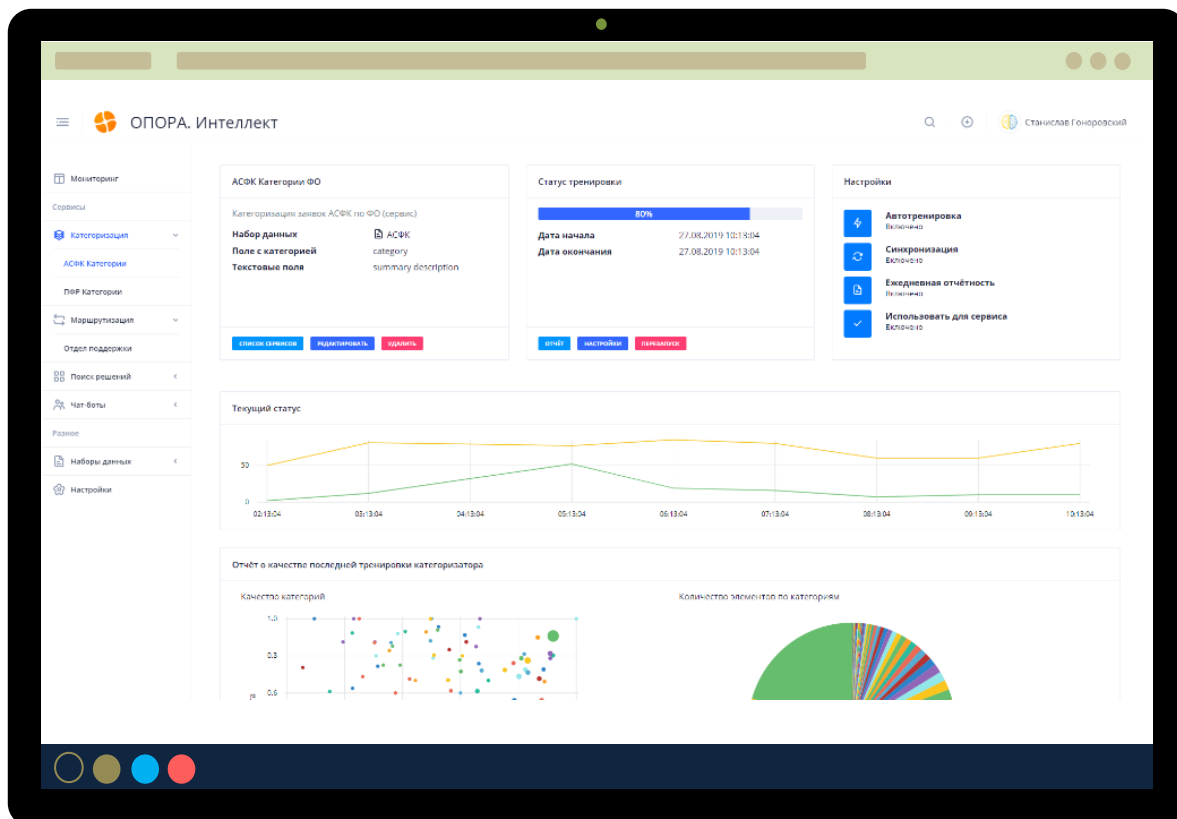 ОПОРА. Интеллект
Станислав Гоноровский
Мониторинг
Сервисы
Категоризация
АСФК Категории
ПФР Категории
Маршрутизация
Отдел поддержки
Поиск решений
Чат-боты
Разное
Наборы данных
Настройки
АСФК Категории ФО
Категоризация заявок АСФК по ФО (сервис)
Набор данных АСФК
Поле с категорией category
Текстовые поля summary description
СПИСОК СЕРВИСОВ РЕДАКТИРОВАТЬ УДАЛИТЬ
Статус тренировки
80%
Дата начала 27.08.2019 10:13:04
Дата окончания 27.08.2019 10:13:04
ОТЧЁТ НАСТРОЙКИ ПЕРЕЗАПУСК
Настройки
Автотренировка
Включено
Синхронизация
Включено
Ежедневная отчётность
Включено
Использовать для сервиса
Включено
Текущий статус
50
0
02:13:04 03:13:04 04:13:04 05:13:04 06:13:04 07:13:04 08:13:04 09:13:04 10:13:04
Отчёт о качестве последней тренировки категоризатора
Качество категорий
1.0
0.8
0.6
Количество элементов по категориям